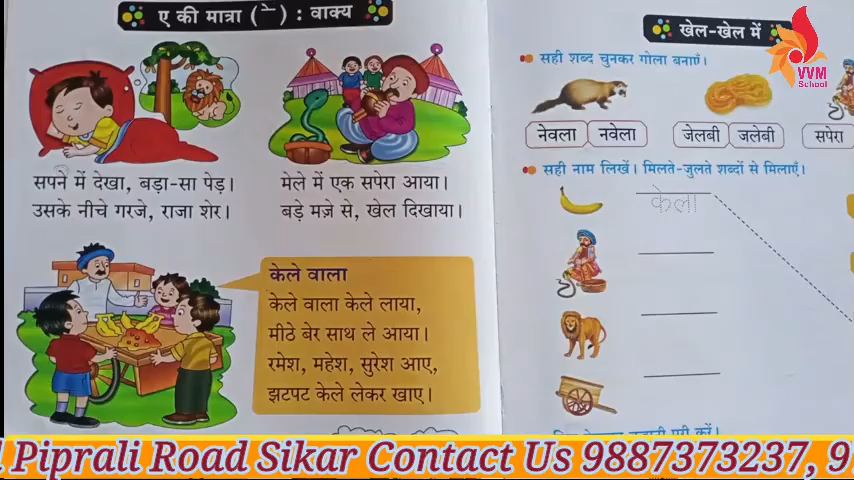 ए की मात्रा ( े ) : वाक्य
सपने में देखा, बड़ा-सा पेड़।
उसके नीचे गरजे, राजा शेर।
मेले में एक सपेरा आया।
बड़े मज़े से, खेल दिखाया।
केले वाला
केले वाला केले लाया,
मीठे बेर साथ ले आया।
रमेश, महेश, सुरेश आए,
झटपट केले लेकर खाए।
खेल-खेल में
VVM
School
सही शब्द चुनकर गोला बनाएँ।
नेवला नवेला जेलबी जलेबी सपेरा
सही नाम लिखें। मिलते-जुलते शब्दों से मिलाएँ।
केला
Piprali Road Sikar Contact Us 9887373237, 9